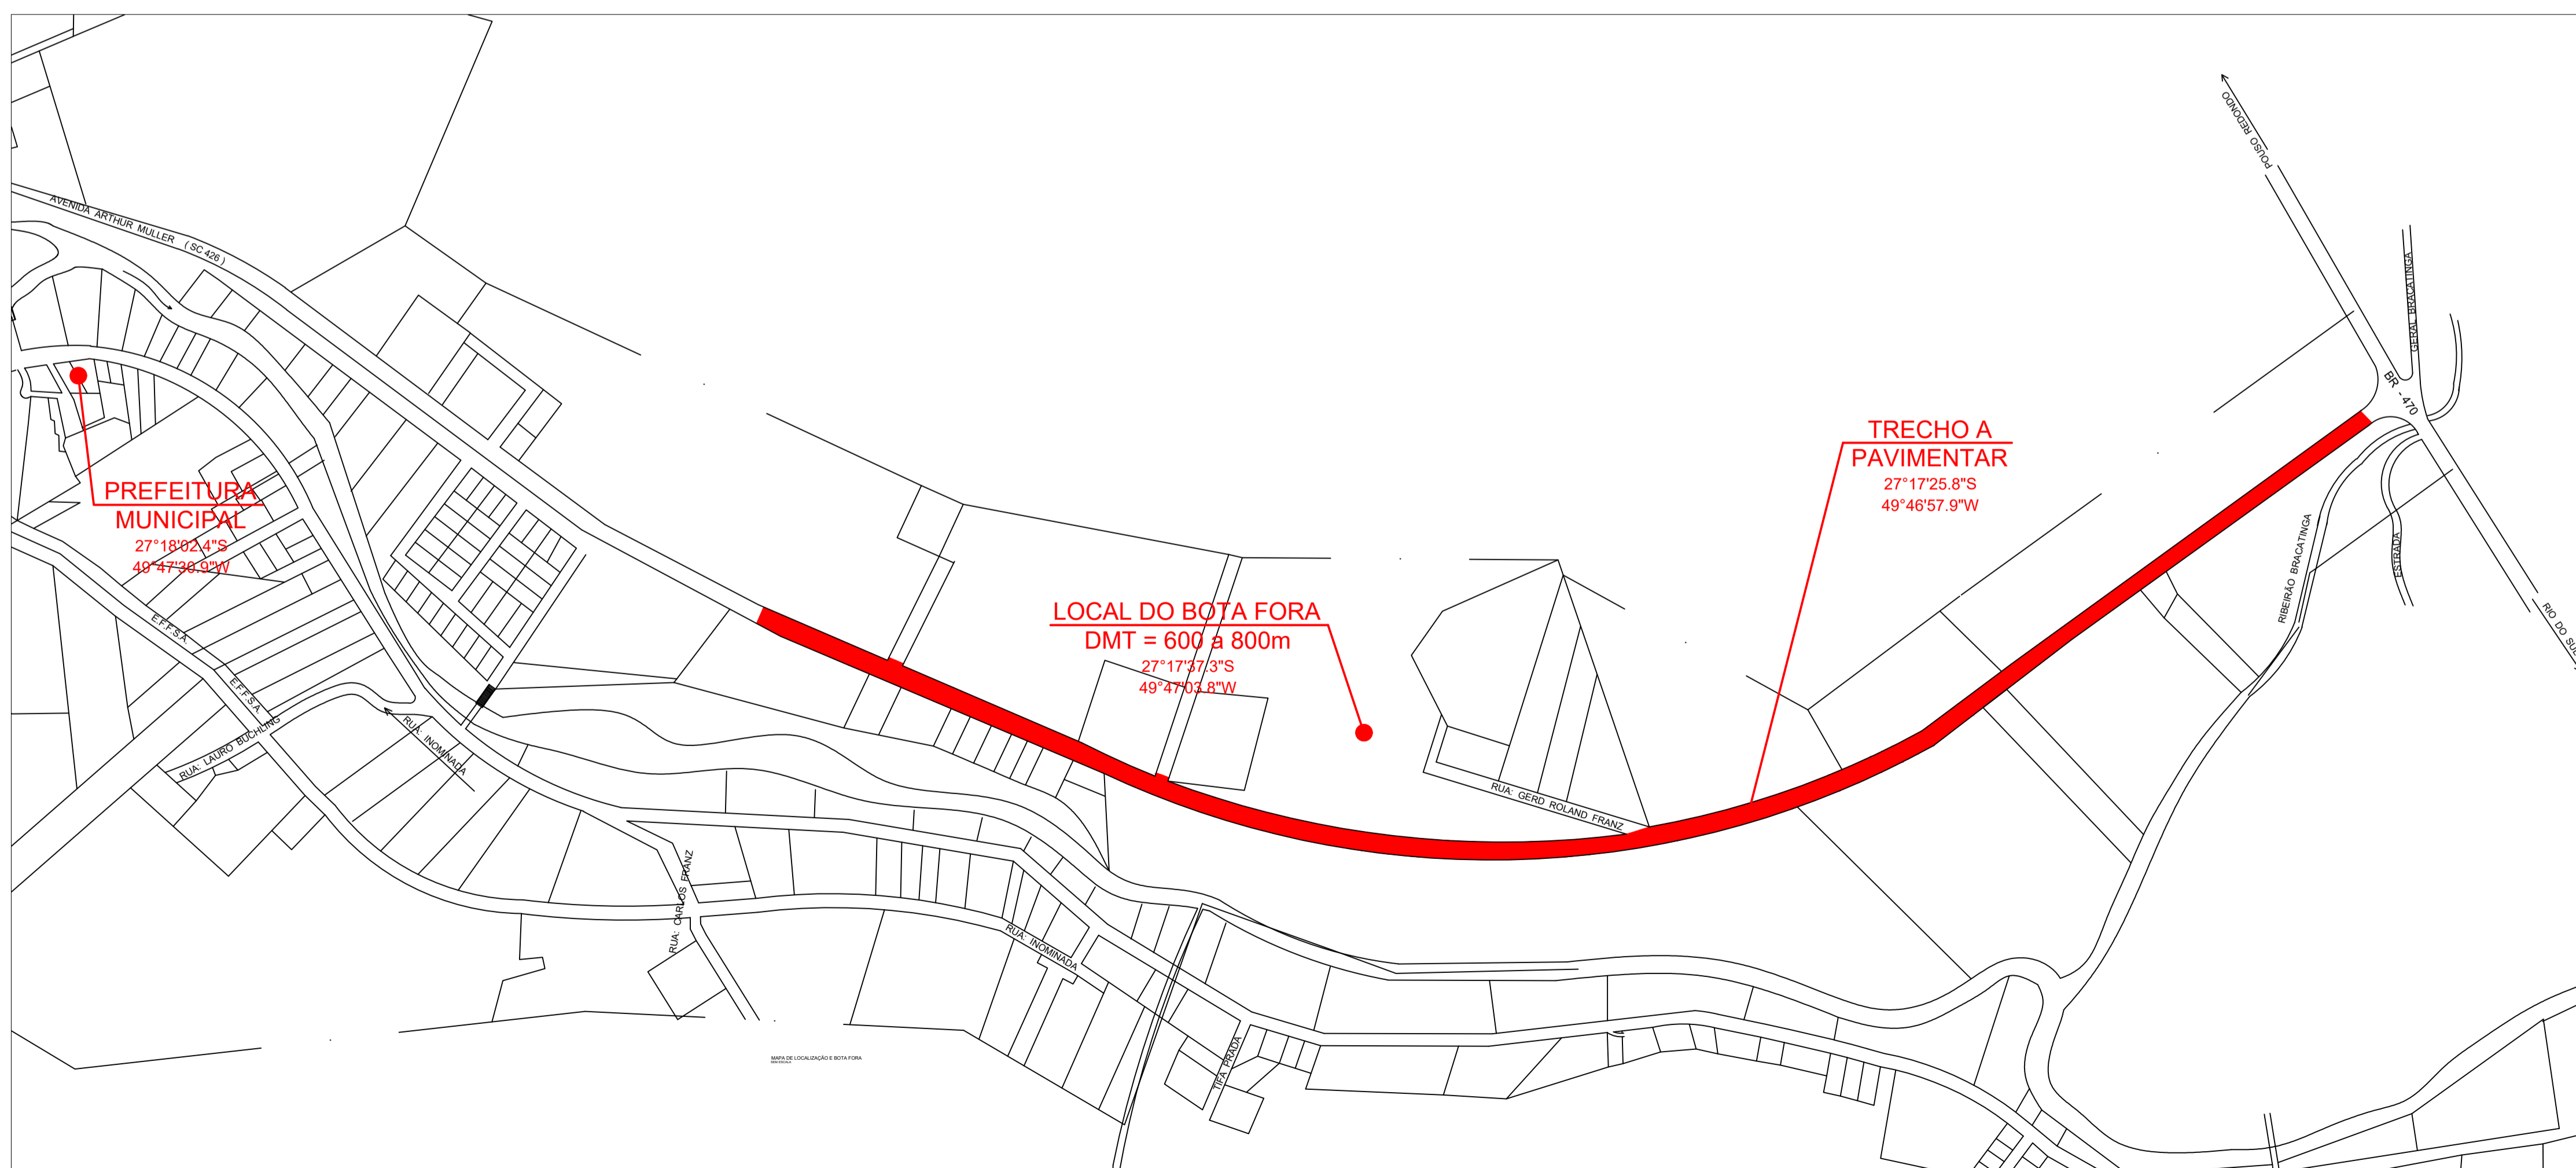 POUSO REDONDO
AVENIDA ARTHUR MULLER ( SC 426 )
GERAL BRACATINGA
BR - 470
TRECHO A
PAVIMENTAR
27°17'25.8"S
49°46'57.9"W
PREFEITURA
MUNICIPAL
27°18'02.4"S
49°47'30.9"W
RIBEIRÃO BRACATINGA
ESTRADA
RIO DO SUL
LOCAL DO BOTA FORA
DMT = 600 a 800m
27°17'37.3"S
49°47'03.8"W
E.F.F.S.A.
E.F.F.S.A.
RUA: LAURO BUCHLING
RUA: INOMINADA
RUA: GERD ROLAND FRANZ
RUA: CARLOS FRANZ
RUA: INOMINADA
TIFA PRADA
MAPA DE LOCALIZAÇÃO E BOTA FORA
SEM ESCALA